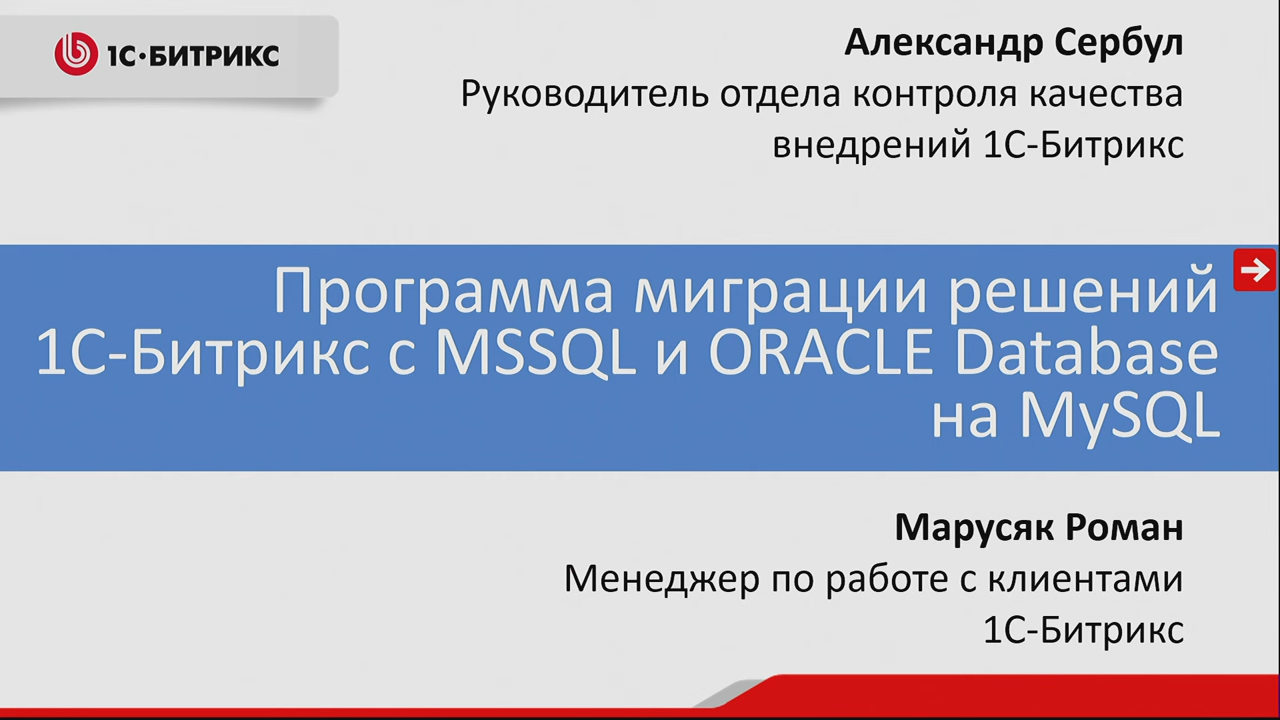 1С·БИТРИКС
Александр Сербул
Руководитель отдела контроля качества
внедрений 1С-Битрикс
Программа миграции решений
1С-Битрикс с MSSQL и ORACLE Database
на MySQL
Марусяк Роман
Менеджер по работе с клиентами
1С-Битрикс